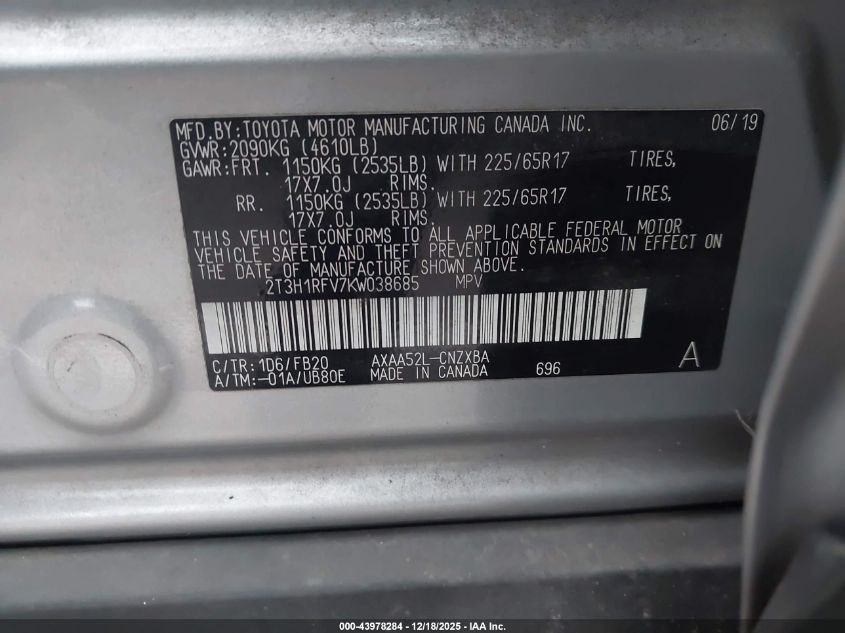 MFD.BY:TOYOTA MOTOR MANUFACTURING CANADA INC. 06/19
GVWR:2090KG (4610LB)
GAWR:FRT. 1150KG (2535LB) WITH 225/65R17 TIRES,
17X7.0J RIMS.
RR. 1150KG (2535LB) WITH 225/65R17 TIRES,
17X7.0J RIMS.
THIS VEHICLE CONFORMS TO ALL APPLICABLE FEDERAL MOTOR
VEHICLE SAFETY AND THEFT PREVENTION STANDARDS IN EFFECT ON
THE DATE OF MANUFACTURE SHOWN ABOVE.
2T3H1RFV7KW038685 MPV
C/TR:1D6/FB20 AXAA52L-CNZXBA
A/TM:-01A/UB80E MADE IN CANADA 696 A
000-43978284 - 12/18/2025 - IAA Inc.